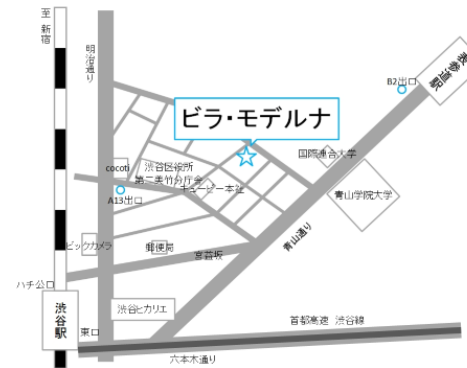 至
新宿
明治通り
表参道駅
B2出口
ビラ・モデルナ
国際連合大学
cocoti
渋谷区役所
第二美竹分庁舎
キューピー本社
青山学院大学
A13出口
青山通り
ビックカメラ
郵便局
宮益坂
ハチ公口
渋谷ヒカリエ
渋谷駅
東口
首都高速 渋谷線
六本木通り